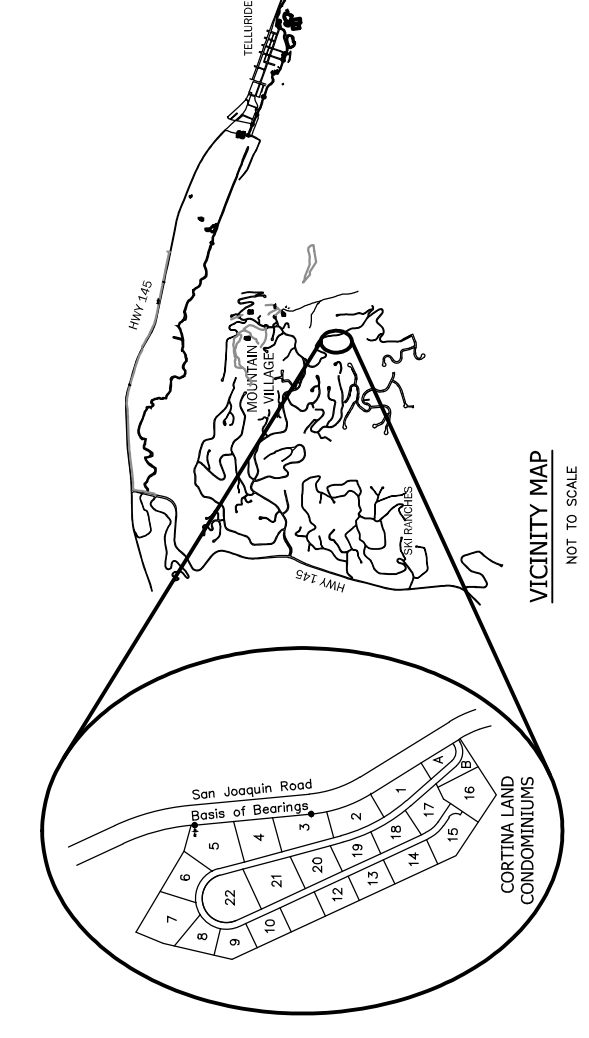 TELLURIDE
HWY 145
MOUNTAIN
VILLAGE
SKI RANCHES
HWY 145
VICINITY MAP
NOT TO SCALE
San Joaquin Road
Basis of Bearings
A
B
1
2
3
4
5
6
7
8
9
10
12
13
14
15
16
17
18
19
20
21
22
CORTINA LAND
CONDOMINIUMS